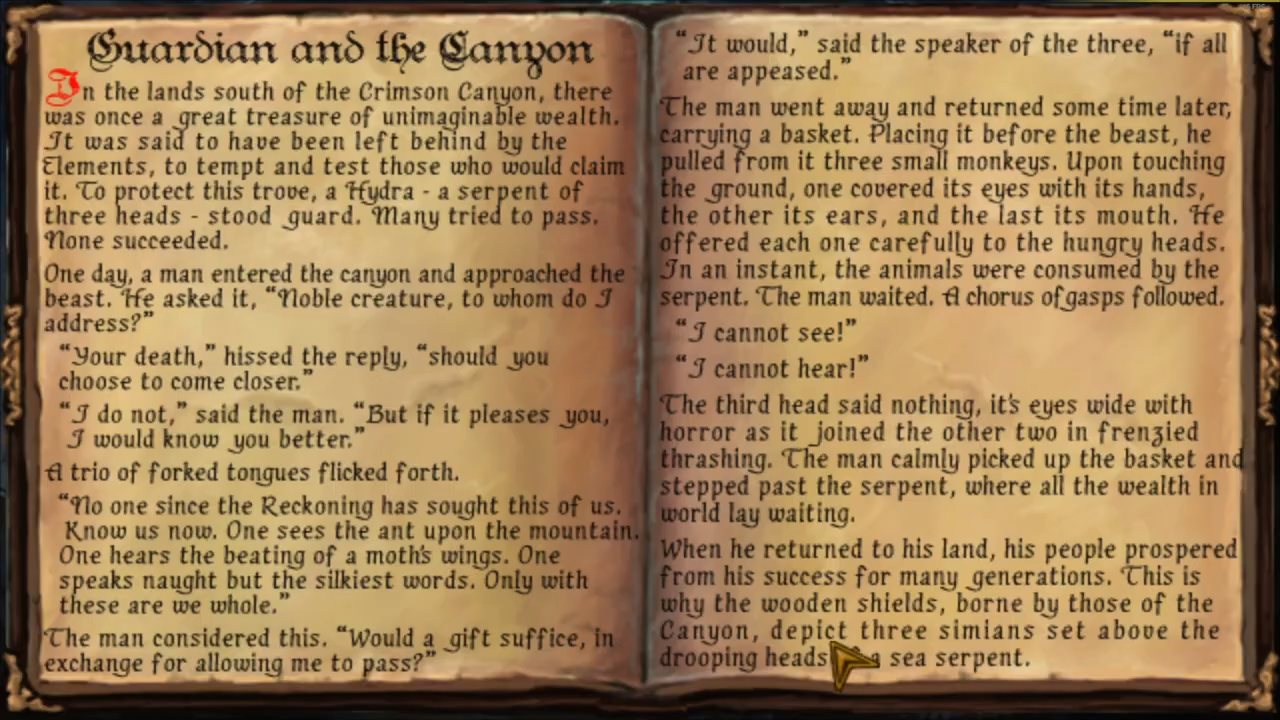 Guardian and the Canyon
In the lands south of the Crimson Canyon, there
was once a great treasure of unimaginable wealth.
It was said to have been left behind by the
Elements, to tempt and test those who would claim
it. To protect this trove, a Hydra - a serpent of
three heads - stood guard. Many tried to pass.
None succeeded.
One day, a man entered the canyon and approached the
beast. He asked it, “Noble creature, to whom do I
address?”
“Your death,” hissed the reply, “should you
choose to come closer.”
“I do not,” said the man. “But if it pleases you,
I would know you better.”
A trio of forked tongues flicked forth.
“No one since the Reckoning has sought this of us.
Know us now. One sees the ant upon the mountain.
One hears the beating of a moth's wings. One
speaks naught but the silkiest words. Only with
these are we whole.”
The man considered this. “Would a gift suffice, in
exchange for allowing me to pass?”
“It would,” said the speaker of the three, “if all
are appeased.”
The man went away and returned some time later,
carrying a basket. Placing it before the beast, he
pulled from it three small monkeys. Upon touching
the ground, one covered its eyes with its hands,
the other its ears, and the last its mouth. He
offered each one carefully to the hungry heads.
In an instant, the animals were consumed by the
serpent. The man waited. A chorus of gasps followed.
“I cannot see!”
“I cannot hear!”
The third head said nothing, it's eyes wide with
horror as it joined the other two in frenzied
thrashing. The man calmly picked up the basket and
stepped past the serpent, where all the wealth in
world lay waiting.
When he returned to his land, his people prospered
from his success for many generations. This is
why the wooden shields, borne by those of the
Canyon, depict three simians set above the
drooping heads a sea serpent.